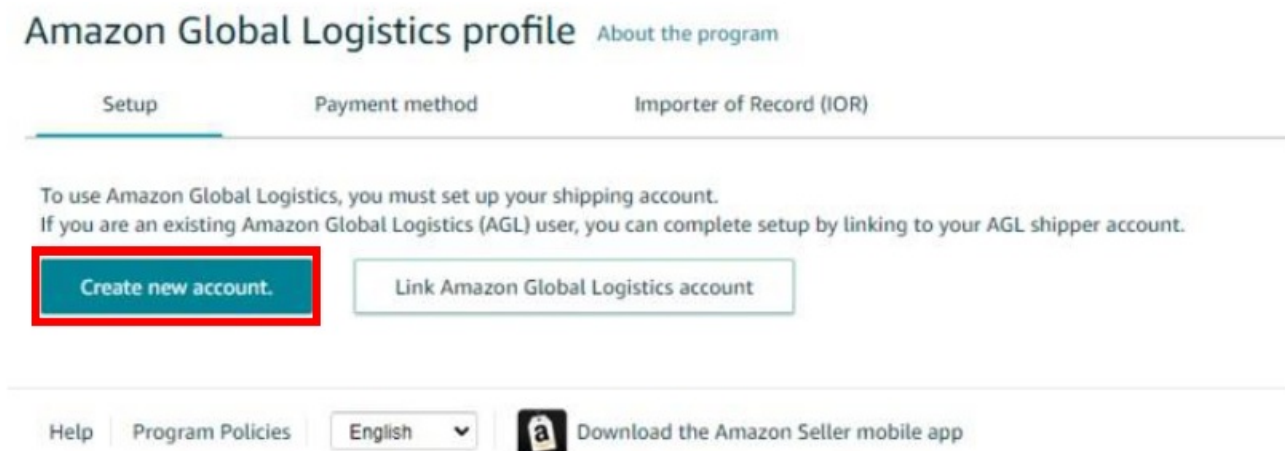 Amazon Global Logistics profile About the program
Setup Payment method Importer of Record (IOR)
To use Amazon Global Logistics, you must set up your shipping account.
If you are an existing Amazon Global Logistics (AGL) user, you can complete setup by linking to your AGL shipper account.
Create new account. Link Amazon Global Logistics account
Help Program Policies English a Download the Amazon Seller mobile app